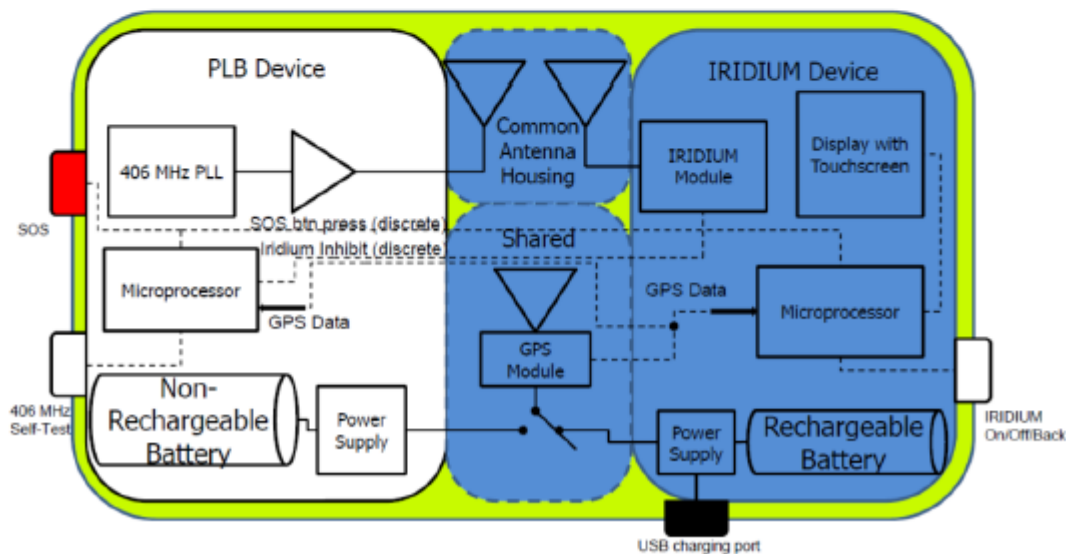 PLB Device
IRIDIUM Device
406 MHz PLL
Common
Antenna
Housing
IRIDIUM
Module
Display with
Touchscreen
SOS
SOS btn press (discrete)
Iridium Inhibit (discrete)
Shared
Microprocessor
GPS Data
GPS Data
Microprocessor
GPS
Module
406 MHz
Self-Test
Non-
Rechargeable
Battery
Power
Supply
Power
Supply
Rechargeable
Battery
IRIDIUM
On/Off/Back
USB charging port